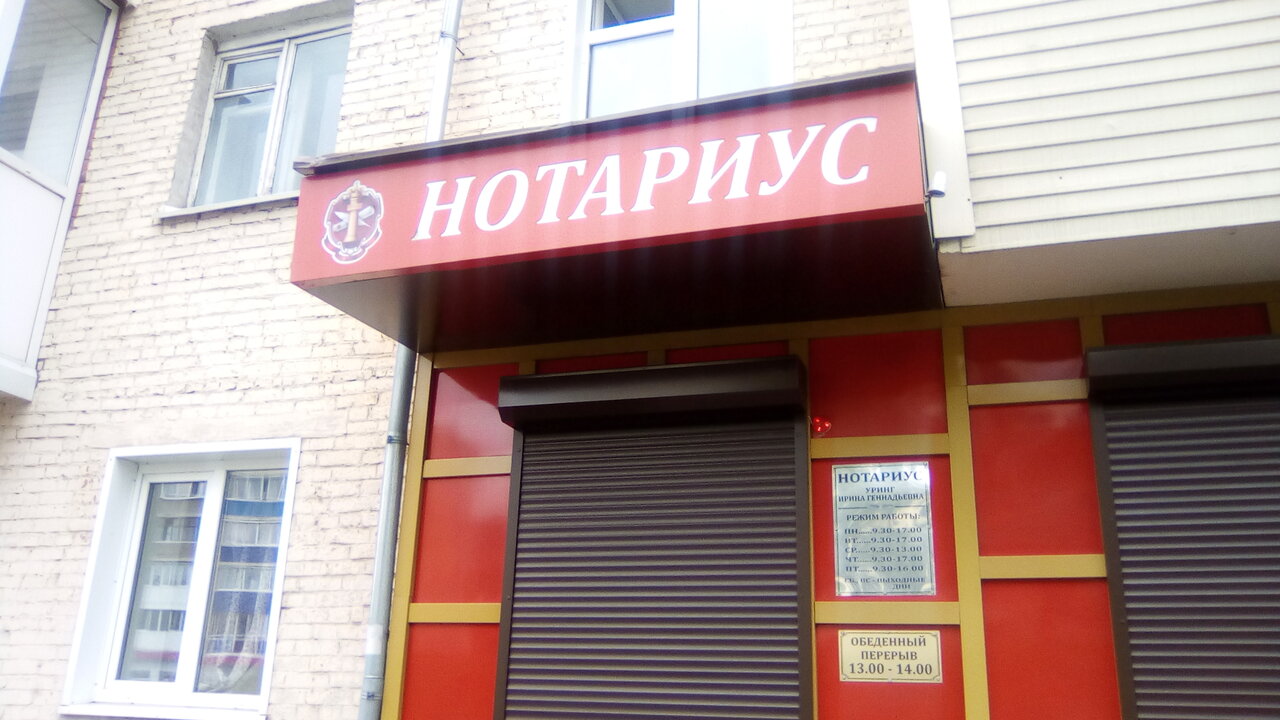 НОТАРИУС
НОТАРИУС
УРИНГ
ИРИНА ГЕННАДЬЕВНА
РЕЖИМ РАБОТЫ:
ПН......9.30-17.00
ВТ......9.30-17.00
СР.....9.30-13.00
ЧТ.....9.30-17.00
ПТ.....9.30-16.00
СБ, ВС - ВЫХОДНЫЕ
ДНИ
ОБЕДЕННЫЙ
ПЕРЕРЫВ
13.00 - 14.00